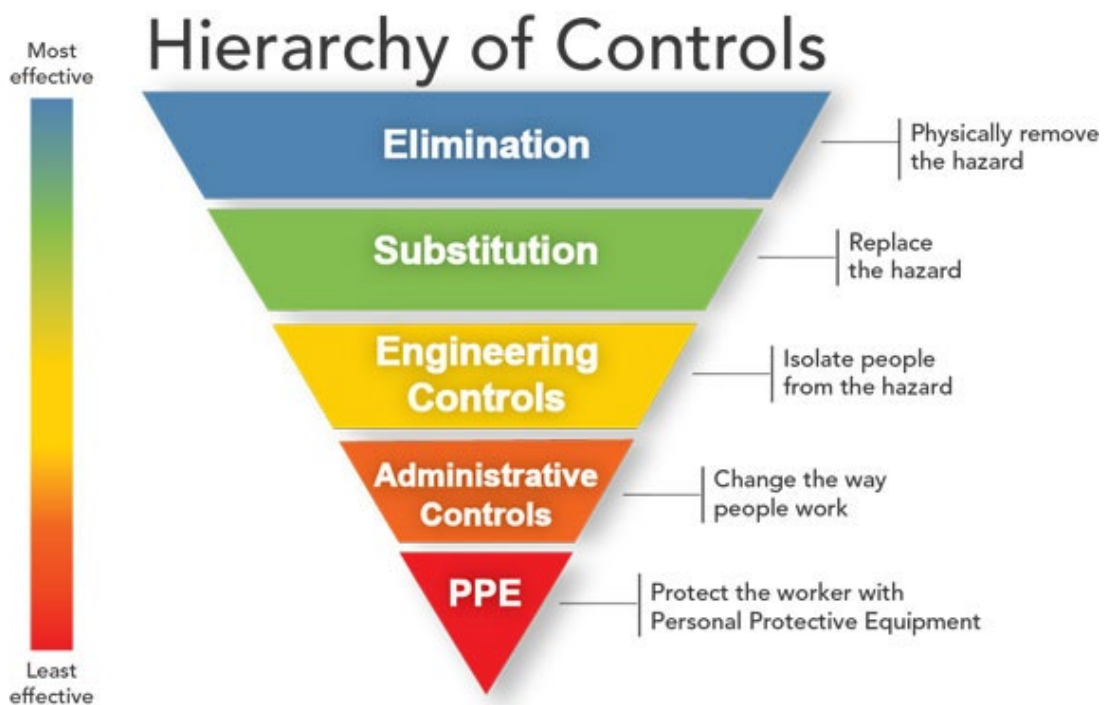 Hierarchy of Controls
Most
effective
Elimination
Physically remove
the hazard
Substitution
Replace
the hazard
Engineering
Controls
Isolate people
from the hazard
Administrative
Controls
Change the way
people work
PPE
Protect the worker with
Personal Protective Equipment
Least
effective